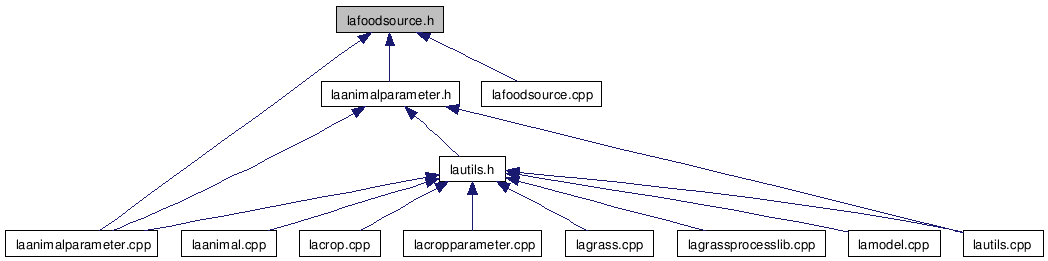 lafoodsource.h
laanimalparameter.h
lafoodsource.cpp
lautils.h
laanimalparameter.cpp
laanimal.cpp
lacrop.cpp
lacropparameter.cpp
lagrass.cpp
lagrassprocesslib.cpp
lamodel.cpp
lautils.cpp